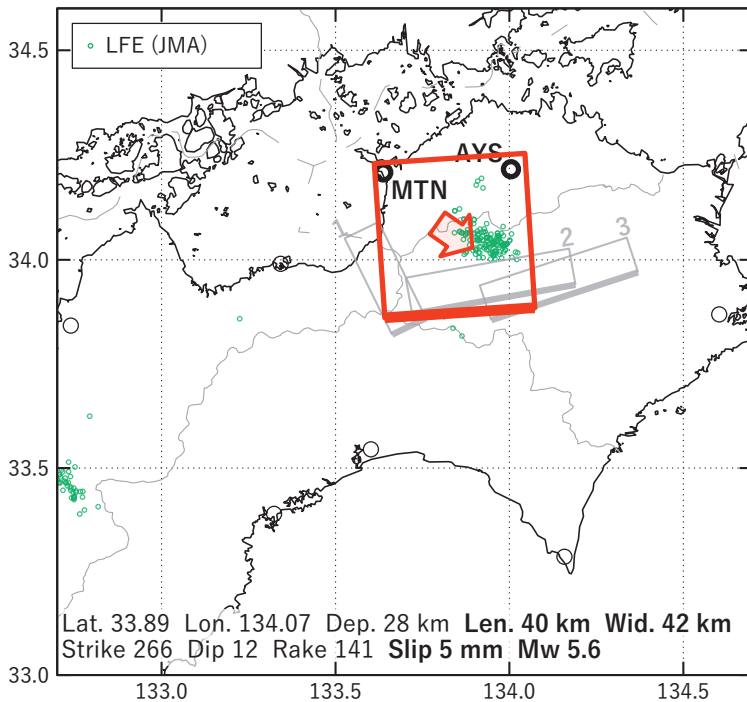 34.5
LFE (JMA)
AYS
MTN
1
2
3
34.0
33.5
Lat. 33.89 Lon. 134.07 Dep. 28 km Len. 40 km Wid. 42 km
Strike 266 Dip 12 Rake 141 Slip 5 mm Mw 5.6
33.0
133.0 133.5 134.0 134.5